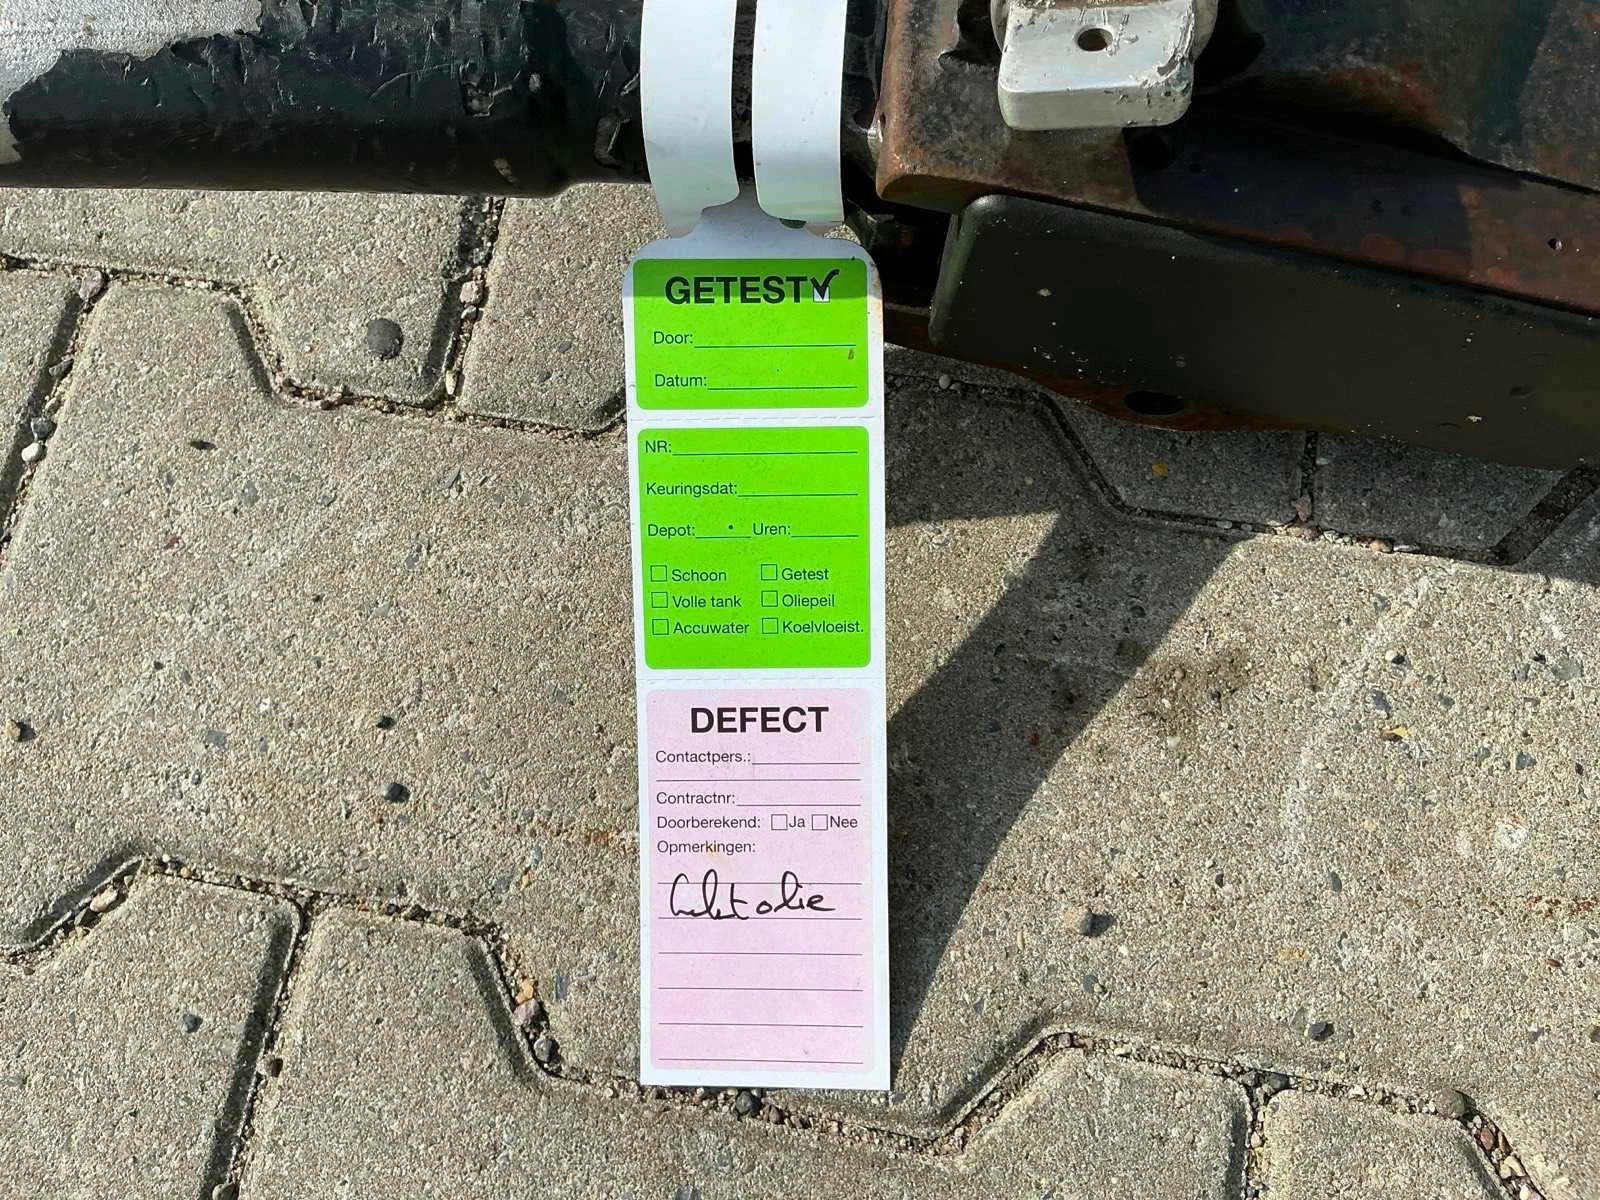 GETEST
Door:
Datum:
NR:
Keuringsdat:
Depot: Uren:
Schoon Getest
Volle tank Oliepeil
Accuwater Koelvloeist.
DEFECT
Contactpers.:
Contractnr:
Doorberekend: Ja Nee
Opmerkingen:
Lekt olie